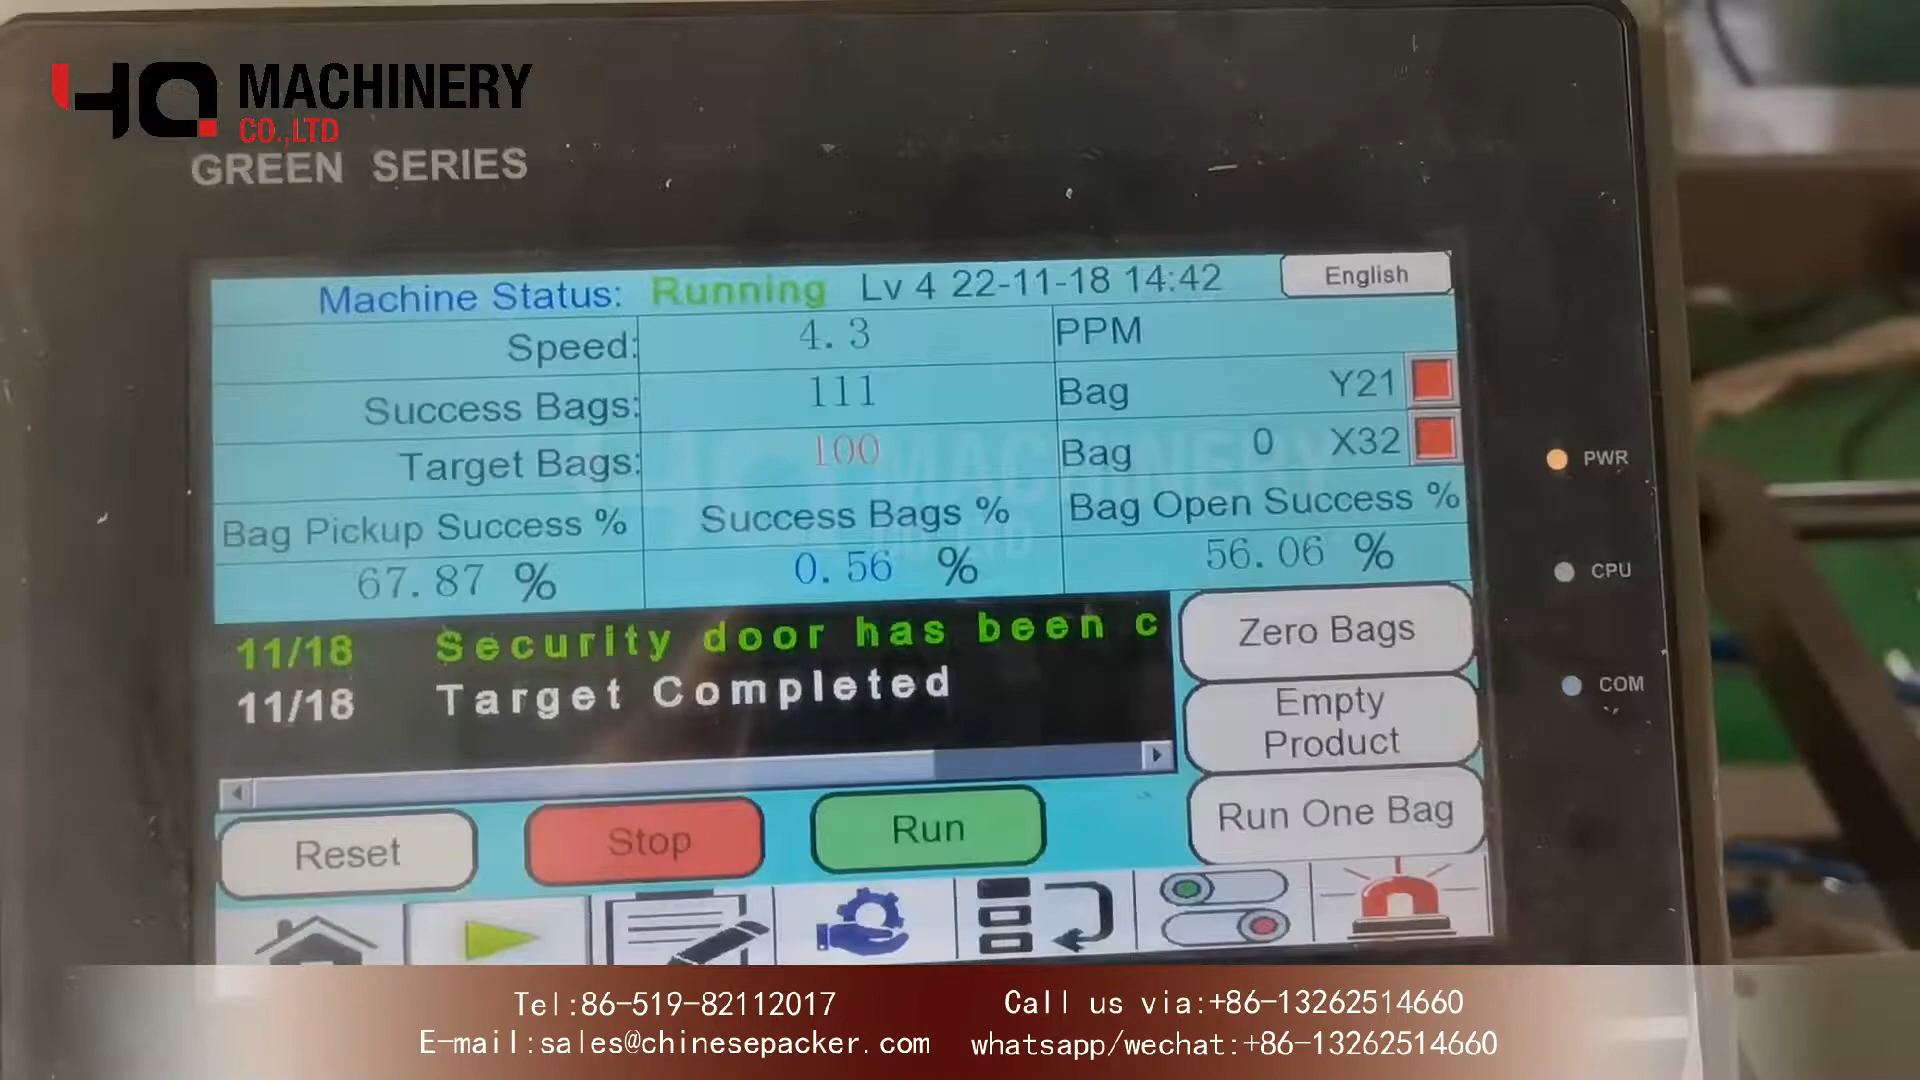 HQ MACHINERY
CO.,LTD
GREEN SERIES
Machine Status: Running Lv 4 22-11-18 14:42 English
Speed: 4.3 PPM
Success Bags: 111 Bag Y21
Target Bags: 100 Bag 0 X32
Bag Pickup Success % Success Bags % Bag Open Success %
67.87 % 0.56 % 56.06 %
11/18 Security door has been c
11/18 Target Completed
Zero Bags
Empty
Product
Run One Bag
Reset Stop Run
PWR
CPU
COM
MACHINERY
CO.,LTD
Tel:86-519-82112017 Call us via:+86-13262514660
E-mail:sales@chinesepacker.com whatsapp/wechat:+86-13262514660